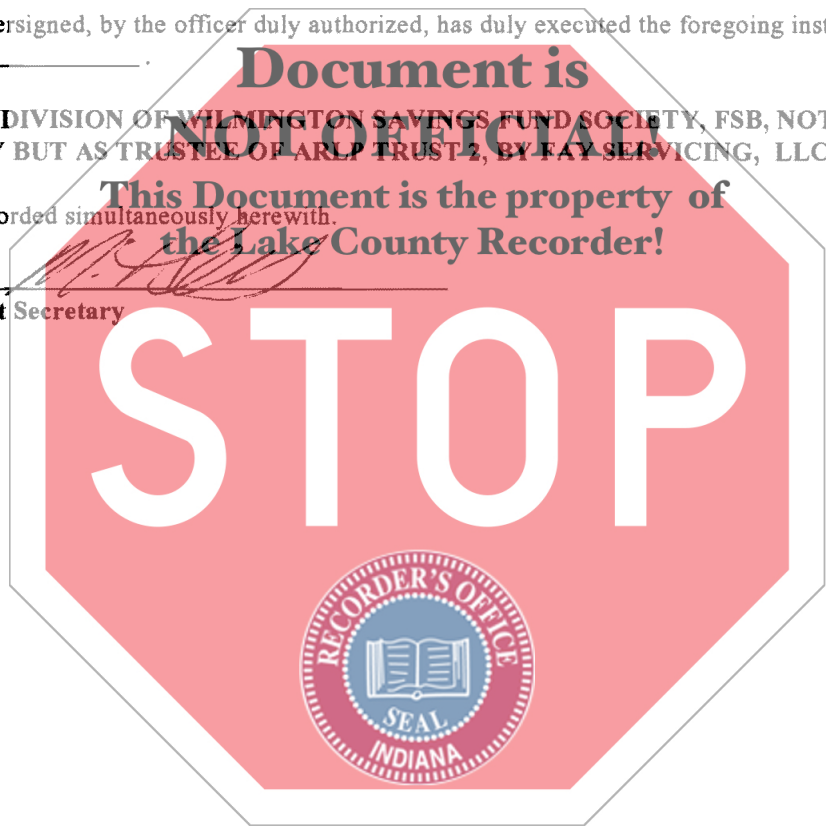 ersigned, by the officer duly authorized, has duly executed the foregoing inst
Document is
DIVISION OF WILMINGTON SAVINGS FUND SOCIETY, FSB, NOT
NOT OFFICIAL!
BUT AS TRUSTEE OF ARLP TRUST 2, BY FAY SERVICING, LLC
This Document is the property of
orded simultaneously herewith.
the Lake County Recorder!
t Secretary
STOP
RECORDER'S OFFICE
SEAL
INDIANA